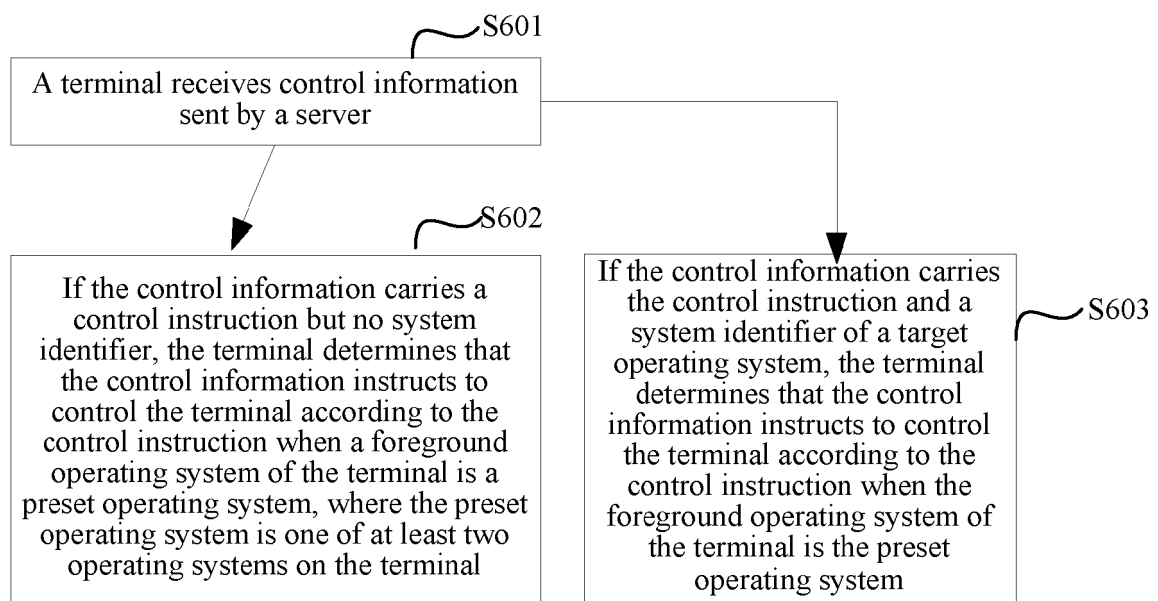 S601
A terminal receives control information
sent by a server
S602
If the control information carries a
control instruction but no system
identifier, the terminal determines that
the control information instructs to
control the terminal according to the
control instruction when a foreground
operating system of the terminal is a
preset operating system, where the preset
operating system is one of at least two
operating systems on the terminal
S603
If the control information carries
the control instruction and a
system identifier of a target
operating system, the terminal
determines that the control
information instructs to control
the terminal according to the
control instruction when the
foreground operating system of
the terminal is the preset
operating system